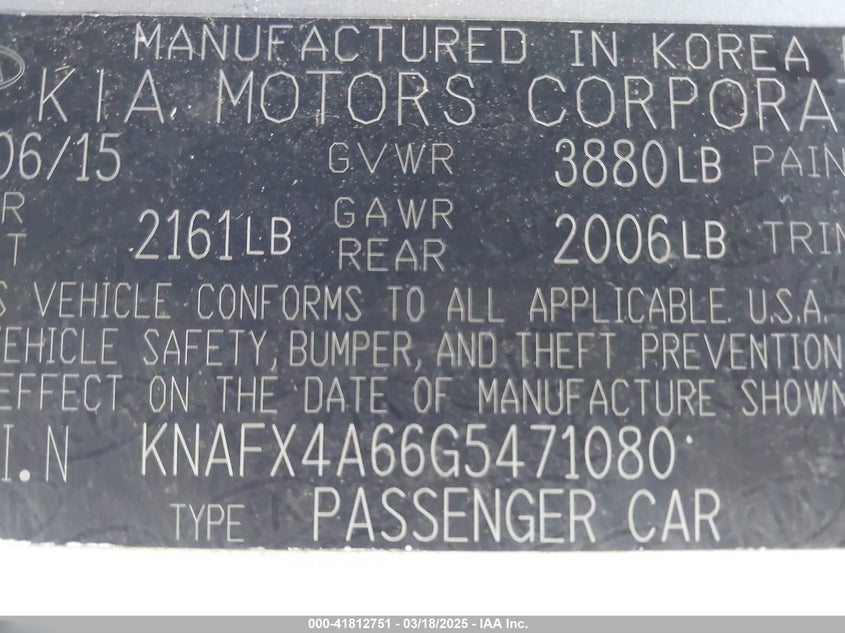 MANUFACTURED IN KOREA
KIA MOTORS CORPORAT
06/15 GVWR 3880LB PAIN
R GAWR
T 2161LB REAR 2006LB TRIM
S VEHICLE CONFORMS TO ALL APPLICABLE U.S.A.
VEHICLE SAFETY, BUMPER, AND THEFT PREVENTION
EFFECT ON THE DATE OF MANUFACTURE SHOWN
I.N KNAFX4A66G5471080
TYPE PASSENGER CAR
000-41812751 — 03/18/2025 — IAA Inc.